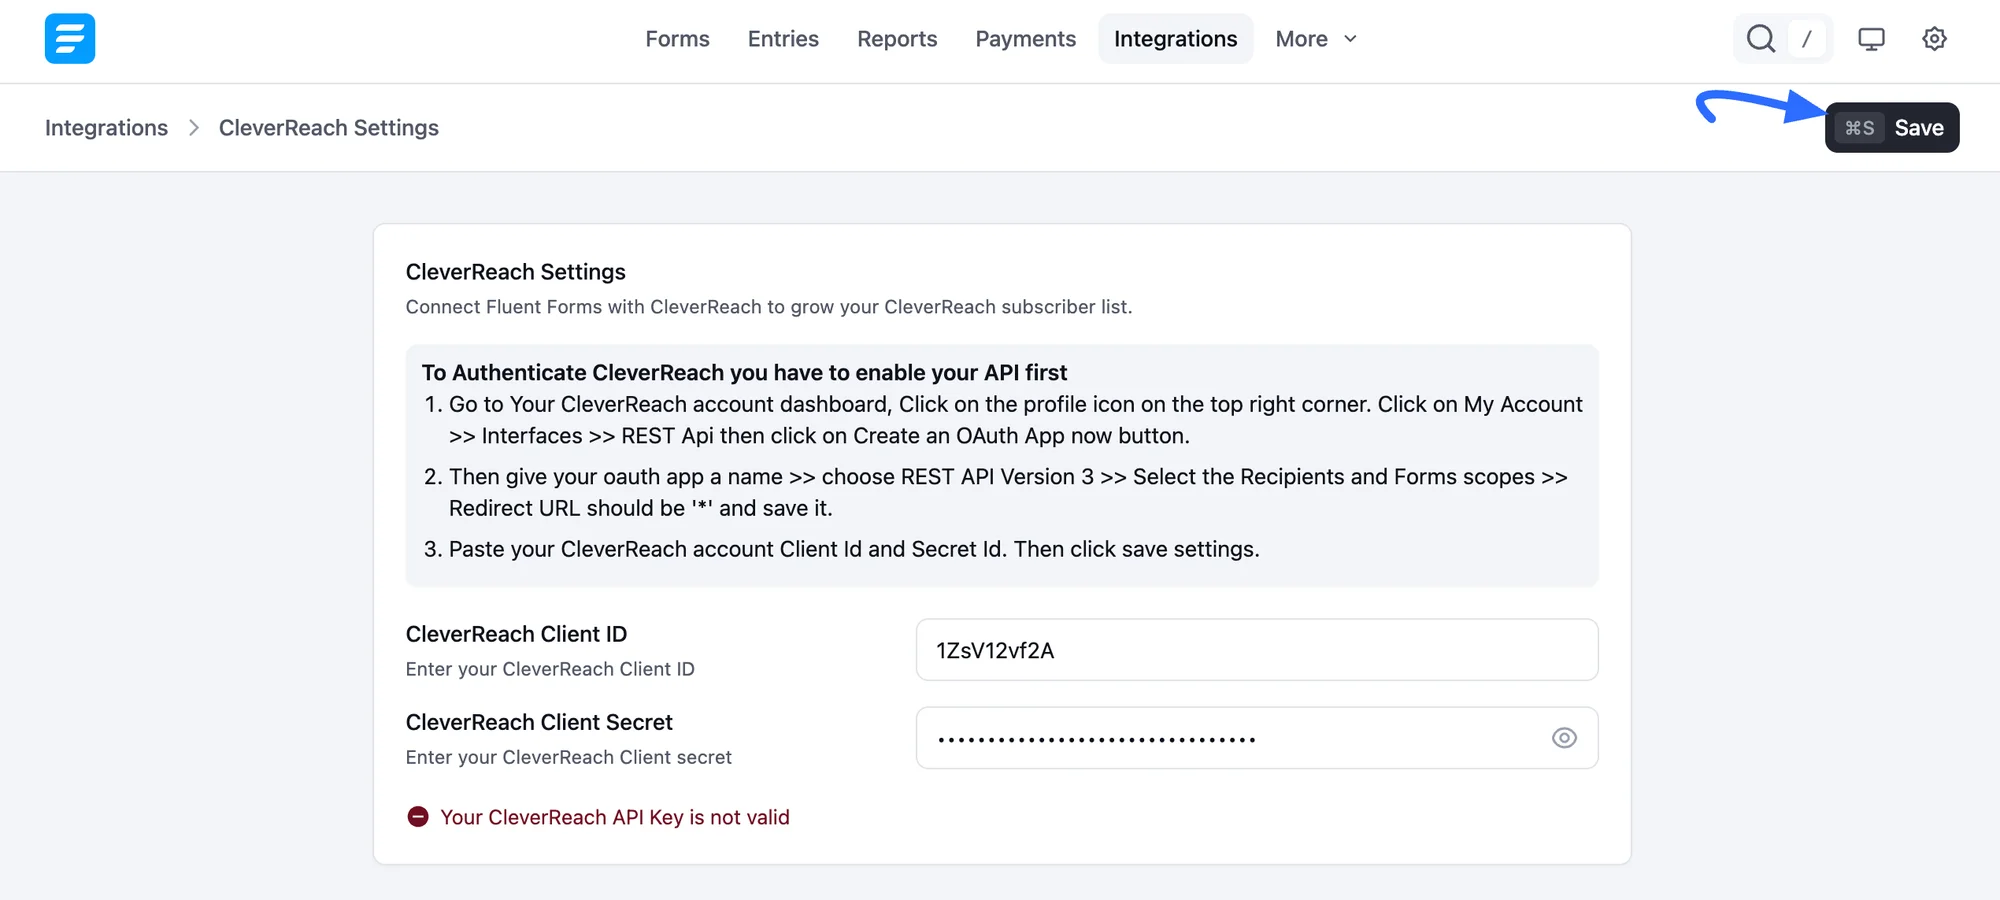 Forms Entries Reports Payments Integrations More /
Integrations > CleverReach Settings ⌘S Save
CleverReach Settings
Connect Fluent Forms with CleverReach to grow your CleverReach subscriber list.
To Authenticate CleverReach you have to enable your API first
1. Go to Your CleverReach account dashboard, Click on the profile icon on the top right corner. Click on My Account
>> Interfaces >> REST Api then click on Create an OAuth App now button.
2. Then give your oauth app a name >> choose REST API Version 3 >> Select the Recipients and Forms scopes >>
Redirect URL should be '*' and save it.
3. Paste your CleverReach account Client Id and Secret Id. Then click save settings.
CleverReach Client ID
Enter your CleverReach Client ID
1ZsV12vf2A
CleverReach Client Secret
Enter your CleverReach Client secret
••••••••••••••••••••••••••••••••
Your CleverReach API Key is not valid